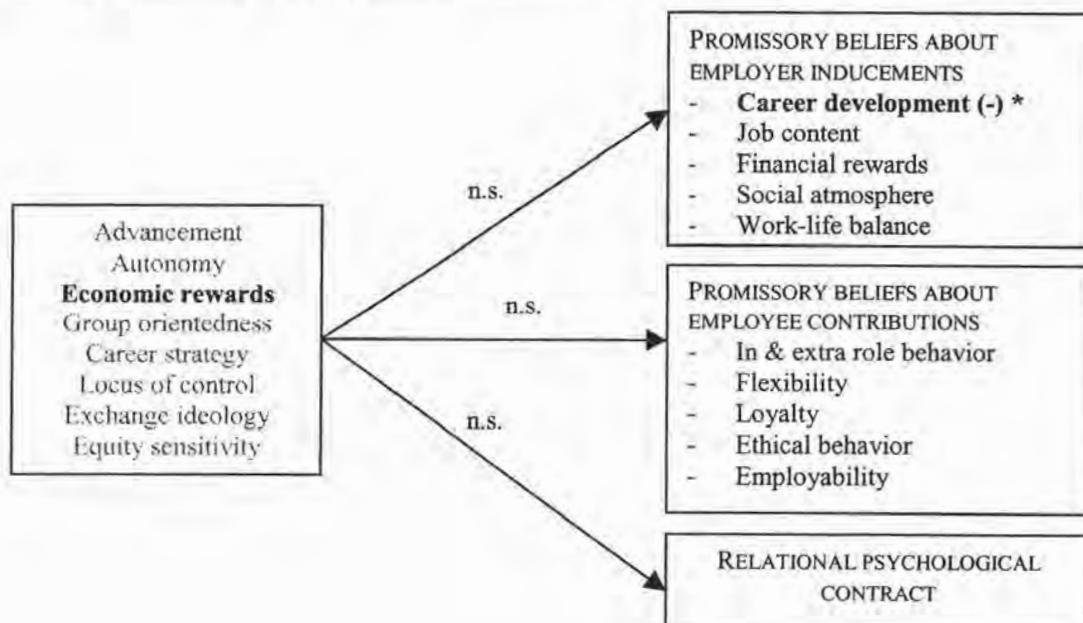 PROMISSORY BELIEFS ABOUT
EMPLOYER INDUCEMENTS
- Career development (-) *
- Job content
- Financial rewards
- Social atmosphere
- Work-life balance
n.s.
Advancement
Autonomy
Economic rewards
Group orientedness
Career strategy
Locus of control
Exchange ideology
Equity sensitivity
n.s.
PROMISSORY BELIEFS ABOUT
EMPLOYEE CONTRIBUTIONS
- In & extra role behavior
- Flexibility
- Loyalty
- Ethical behavior
- Employability
n.s.
RELATIONAL PSYCHOLOGICAL
CONTRACT